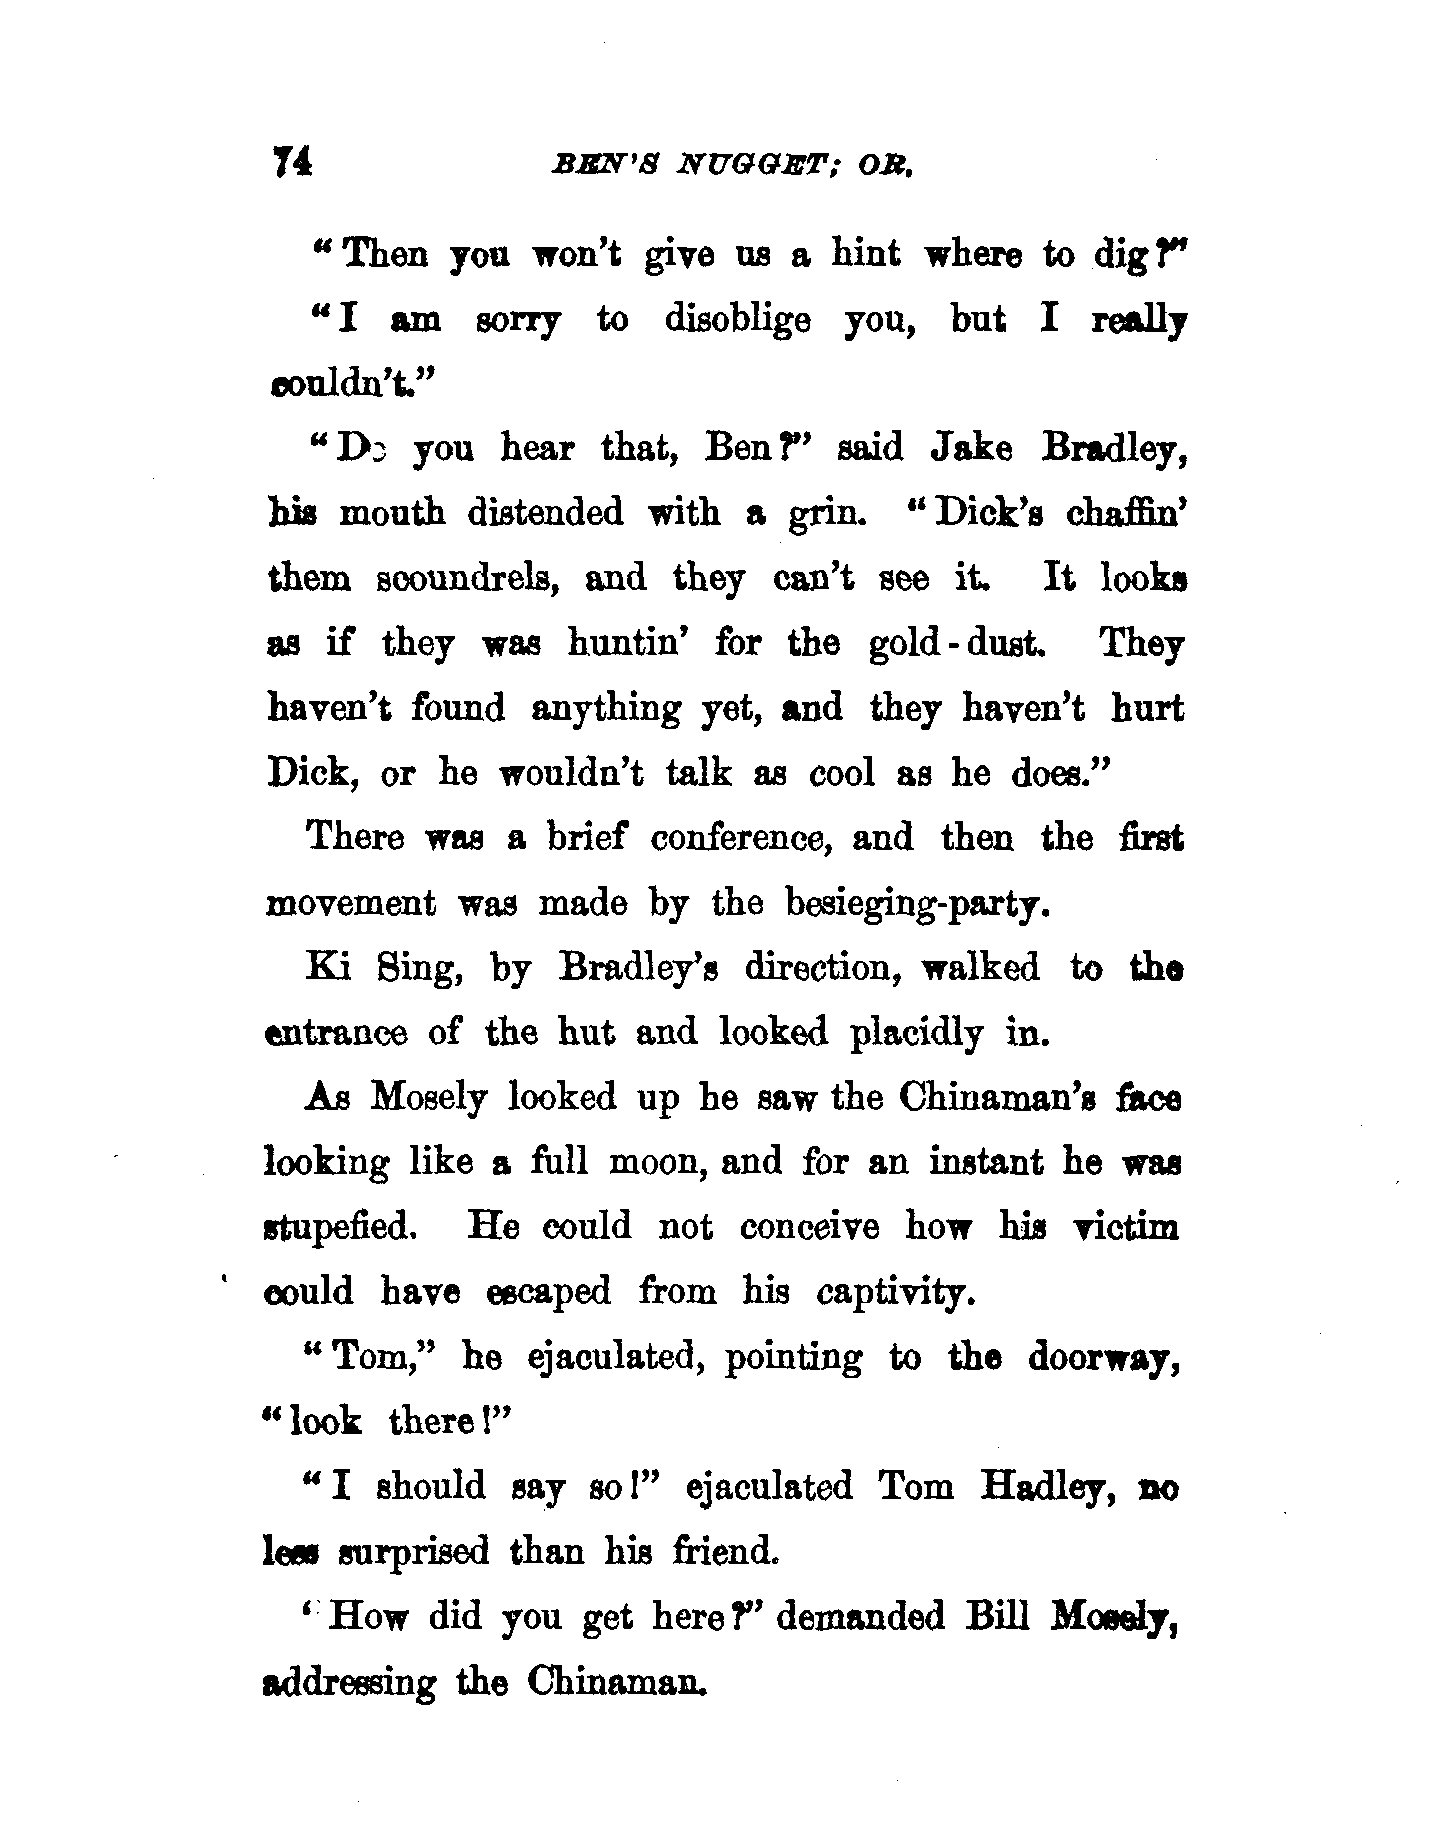 74 BEN'S NUGGET; OR,
"Then you won't give us a hint where to dig?"
"I am sorry to disoblige you, but I really
couldn't."
"Do you hear that, Ben?" said Jake Bradley,
his mouth distended with a grin. "Dick's chaffin'
them scoundrels, and they can't see it. It looks
as if they was huntin' for the gold-dust. They
haven't found anything yet, and they haven't hurt
Dick, or he wouldn't talk as cool as he does."
There was a brief conference, and then the first
movement was made by the besieging-party.
Ki Sing, by Bradley's direction, walked to the
entrance of the hut and looked placidly in.
As Mosely looked up he saw the Chinaman's face
looking like a full moon, and for an instant he was
stupefied. He could not conceive how his victim
could have escaped from his captivity.
"Tom," he ejaculated, pointing to the doorway,
"look there!"
"I should say so!" ejaculated Tom Hadley, no
less surprised than his friend.
"How did you get here?" demanded Bill Mosely,
addressing the Chinaman.